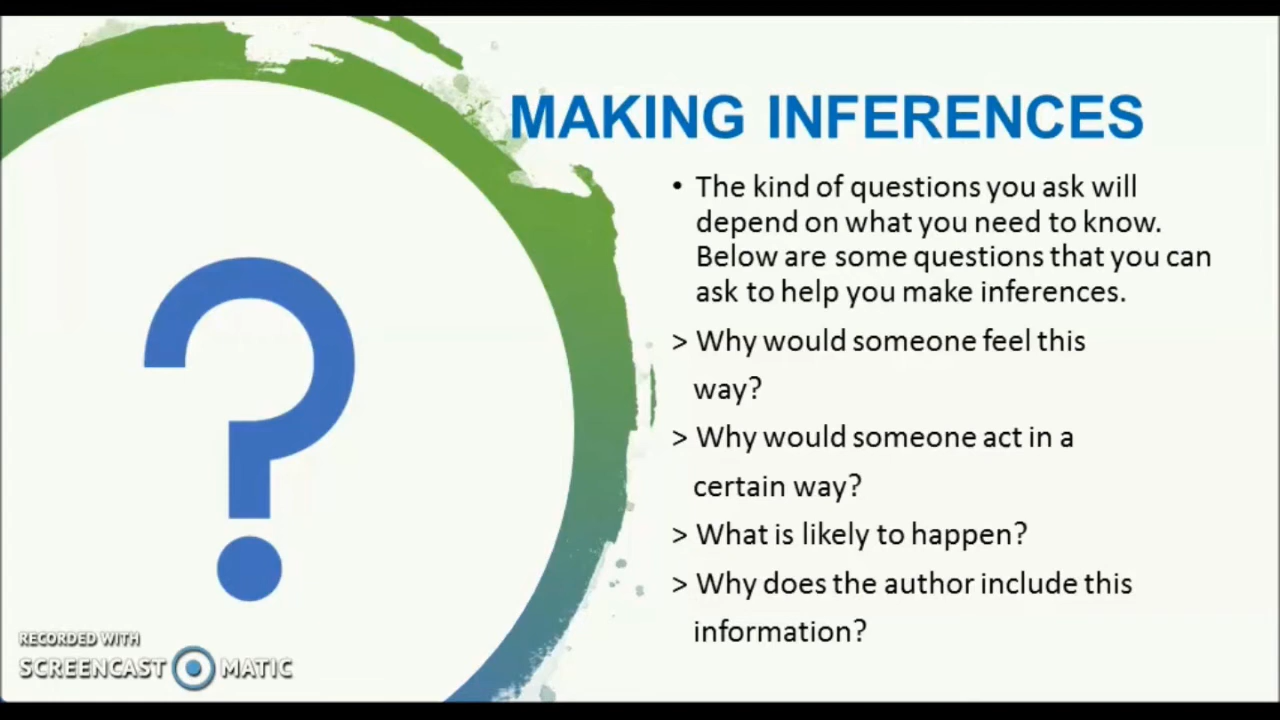 MAKING INFERENCES
• The kind of questions you ask will
depend on what you need to know.
Below are some questions that you can
ask to help you make inferences.
> Why would someone feel this
way?
> Why would someone act in a
certain way?
> What is likely to happen?
> Why does the author include this
information?
?
RECORDED WITH
SCREENCAST MATIC